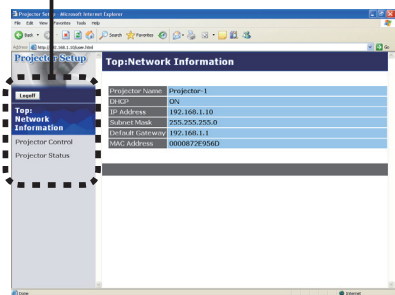 Projector Setup - Microsoft Internet Explorer
File Edit View Favorites Tools Help
Back Search Favorites
Address Go
Projector Setup
Top:Network Information
Logoff
Top:
Network
Information
Projector Control
Projector Status
Projector Name Projector-1
DHCP ON
IP Address 192.168.1.10
Subnet Mask 255.255.255.0
Default Gateway 192.168.1.1
MAC Address 0000872E956D
Done Internet